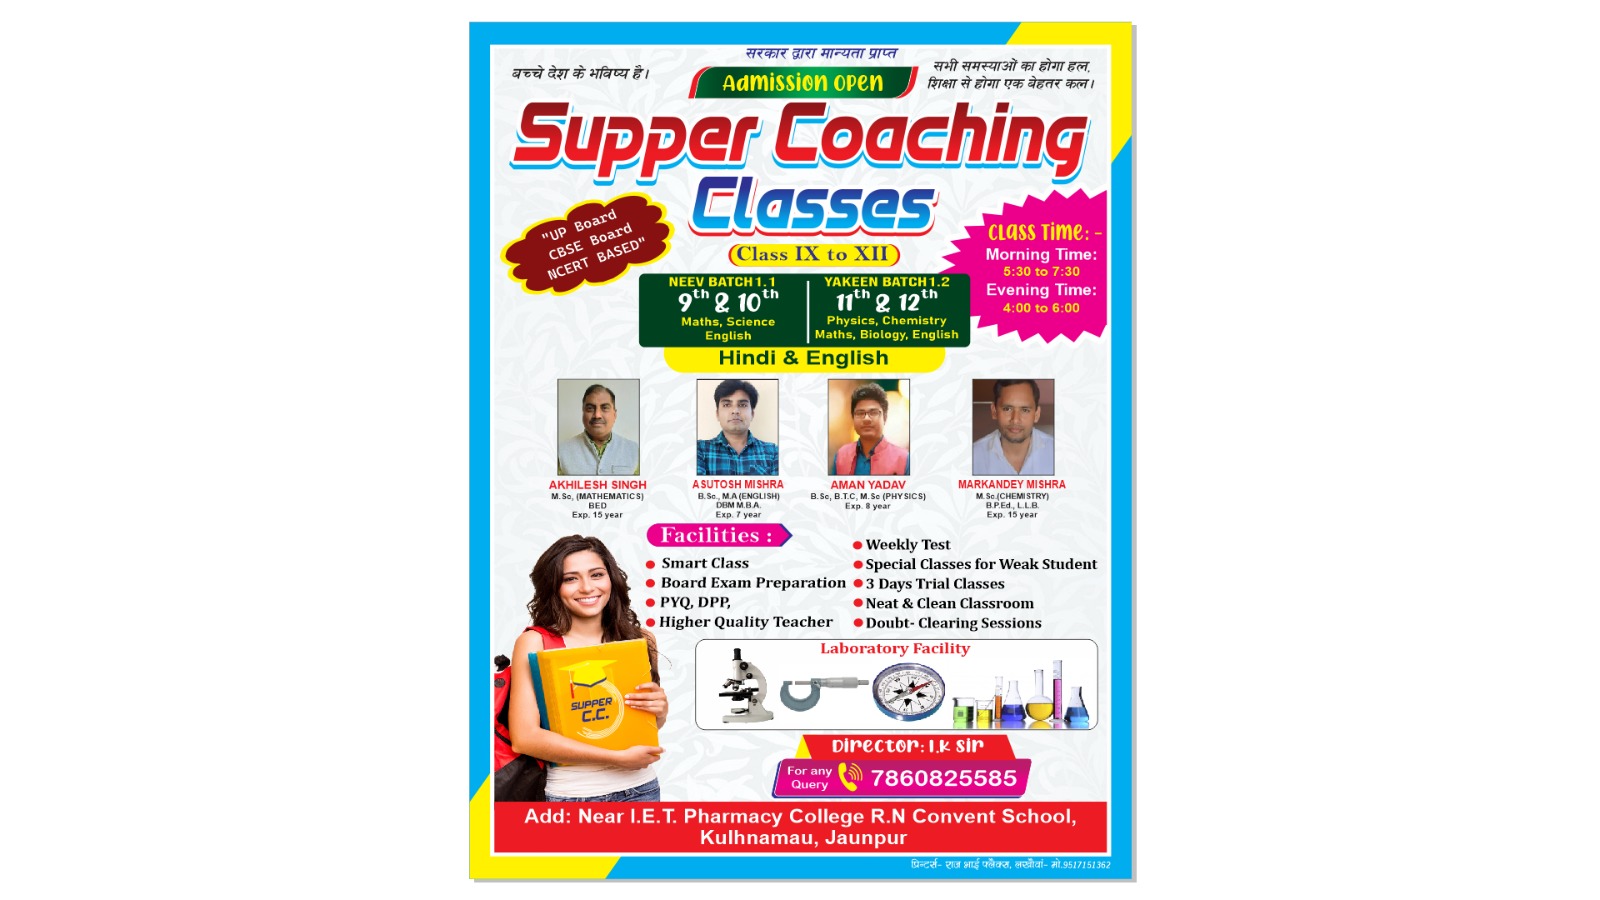 सरकार द्वारा मान्यता प्राप्त
बच्चे देश के भविष्य है।
Admission Open
सभी समस्याओं का होगा हल,
शिक्षा से होगा एक बेहतर कल।
Supper Coaching
Classes
"UP Board
CBSE Board
NCERT BASED"
Class IX to XII
Class Time: -
Morning Time:
5:30 to 7:30
Evening Time:
4:00 to 6:00
NEEV BATCH 1.1
9th & 10th
Maths, Science
English
YAKEEN BATCH 1.2
11th & 12th
Physics, Chemistry
Maths, Biology, English
Hindi & English
AKHILESH SINGH
M.Sc, (MATHEMATICS)
BED
Exp. 15 year
ASUTOSH MISHRA
B.Sc., M.A (ENGLISH)
DBM M.B.A.
Exp. 7 year
AMAN YADAV
B.Sc, B.T.C, M.Sc (PHYSICS)
Exp. 8 year
MARKANDEY MISHRA
M.Sc.(CHEMISTRY)
B.P.Ed., L.L.B.
Exp. 15 year
Facilities :
Smart Class
Board Exam Preparation
PYQ, DPP,
Higher Quality Teacher
Weekly Test
Special Classes for Weak Student
3 Days Trial Classes
Neat & Clean Classroom
Doubt- Clearing Sessions
Laboratory Facility
SUPPER
C.C.
Director: I.K Sir
For any
Query
7860825585
Add: Near I.E.T. Pharmacy College R.N Convent School,
Kulhnamau, Jaunpur
प्रिन्टर्स- राज भाई फ्लैक्स, लखौवां- मो.9517151362